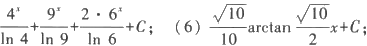 4^x/ln 4+9^x/ln 9+2·6^x/ln 6+C; (6) √10/10 arctan √10/2 x+C;